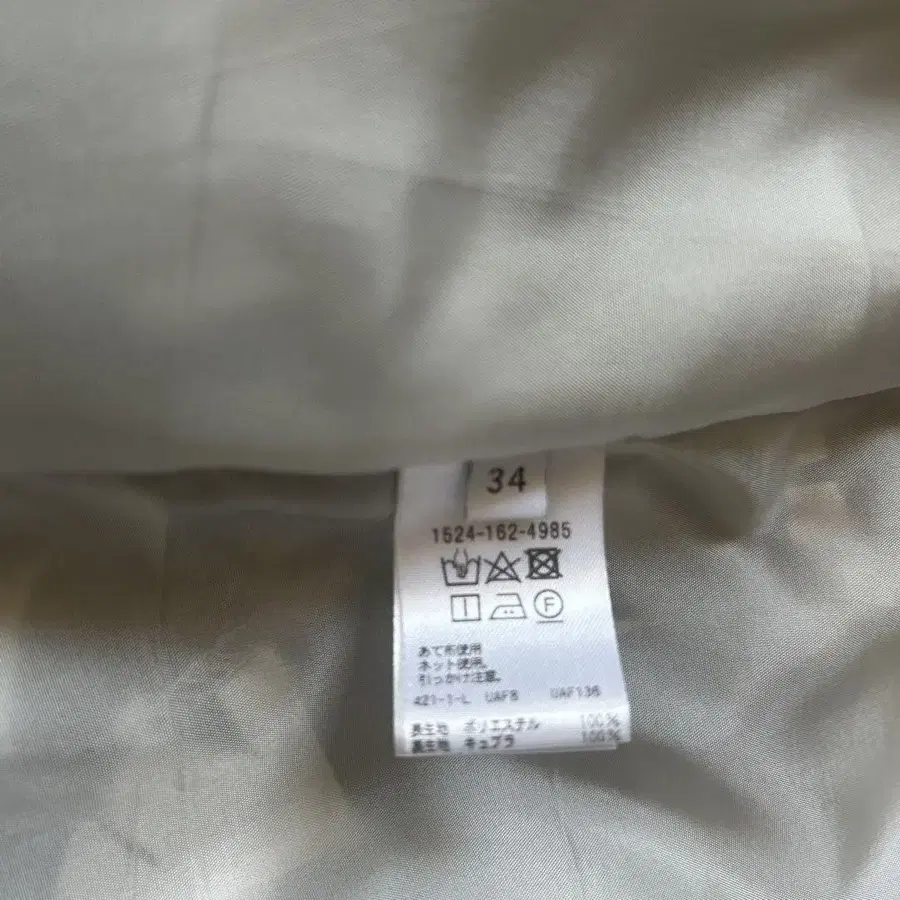 34
1524-162-4985
F
あて布使用
ネット使用。
引っかけ注意。
421-1-L UAF8 UAF136
表生地 ポリエステル 100%
裏生地 キュプラ 100%